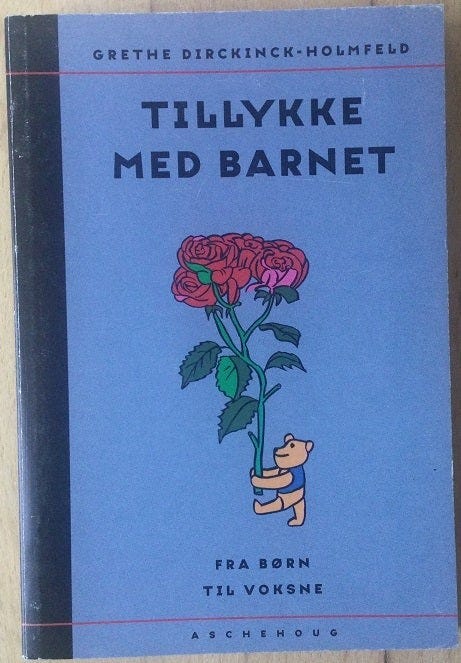 GRETHE DIRCKINCK-HOLMFELD
TILLYKKE
MED BARNET
FRA BØRN
TIL VOKSNE
ASCHEHOUG